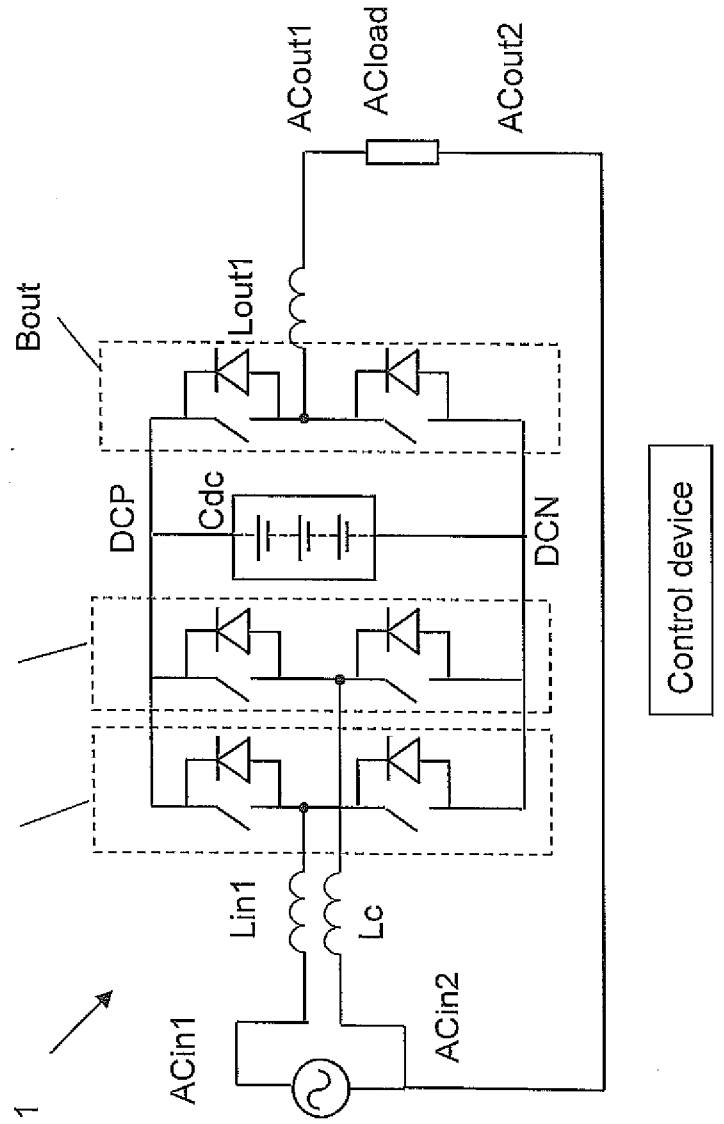 1
ACin1
ACin2
Lin1
Lc
DCP
Cdc
DCN
Bout
Lout1
ACout1
ACload
ACout2
Control device